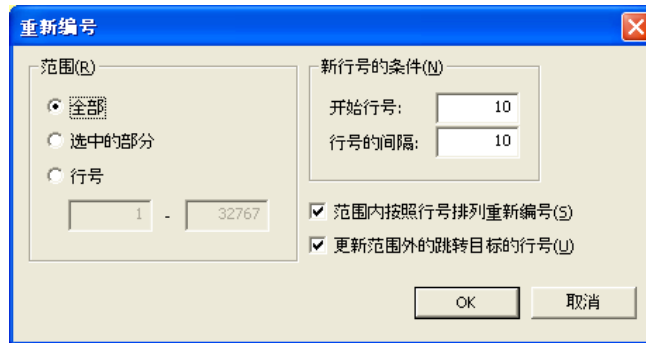 重新编号
范围(R)
全部
选中的部分
行号
1 - 32767
新行号的条件(N)
开始行号: 10
行号的间隔: 10
范围内按照行号排列重新编号(S)
更新范围外的跳转目标的行号(U)
OK 取消